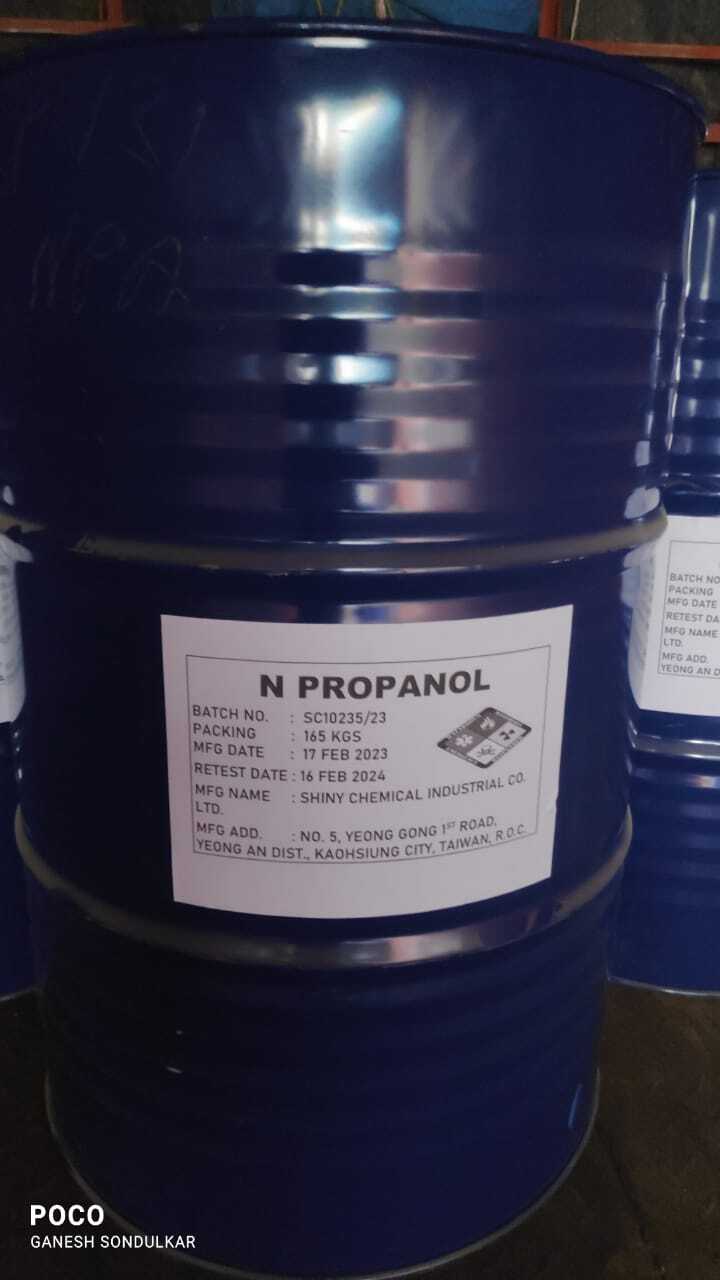 NPA
N PROPANOL
BATCH NO. : SC10235/23
PACKING : 165 KGS
MFG DATE : 17 FEB 2023
RETEST DATE : 16 FEB 2024
MFG NAME : SHINY CHEMICAL INDUSTRIAL CO.
LTD.
MFG ADD. : NO. 5, YEONG GONG 1ST ROAD,
YEONG AN DIST., KAOHSIUNG CITY, TAIWAN, R.O.C.
BATCH NO
PACKING
MFG DATE
RETEST DA
MFG NAME
LTD.
MFG ADD.
YEONG AN D
POCO
GANESH SONDULKAR